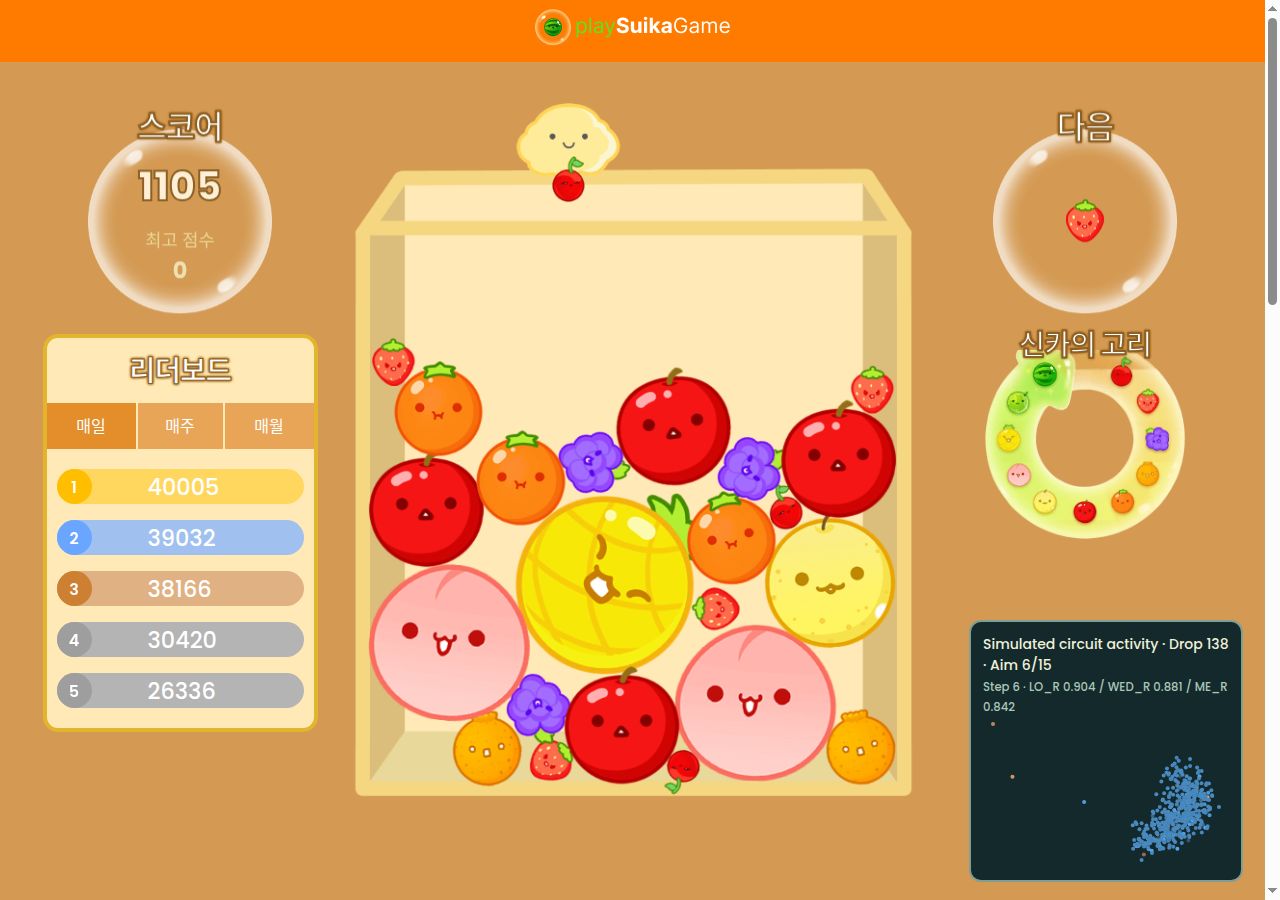 playSuikaGame
스코어
1105
최고 점수
0
리더보드
매일 매주 매월
1 40005
2 39032
3 38166
4 30420
5 26336
다음
신카의 고리
Simulated circuit activity · Drop 138
· Aim 6/15
Step 6 · LO_R 0.904 / WED_R 0.881 / ME_R
0.842